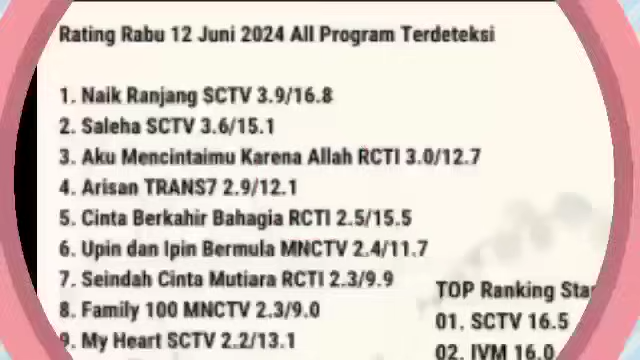 Rating Rabu 12 Juni 2024 All Program Terdeteksi
1. Naik Ranjang SCTV 3.9/16.8
2. Saleha SCTV 3.6/15.1
3. Aku Mencintaimu Karena Allah RCTI 3.0/12.7
4. Arisan TRANS7 2.9/12.1
5. Cinta Berkahir Bahagia RCTI 2.5/15.5
6. Upin dan Ipin Bermula MNCTV 2.4/11.7
7. Seindah Cinta Mutiara RCTI 2.3/9.9
8. Family 100 MNCTV 2.3/9.0
9. My Heart SCTV 2.2/13.1
TOP Ranking
01. SCTV 16.5
02. IVM 16.0